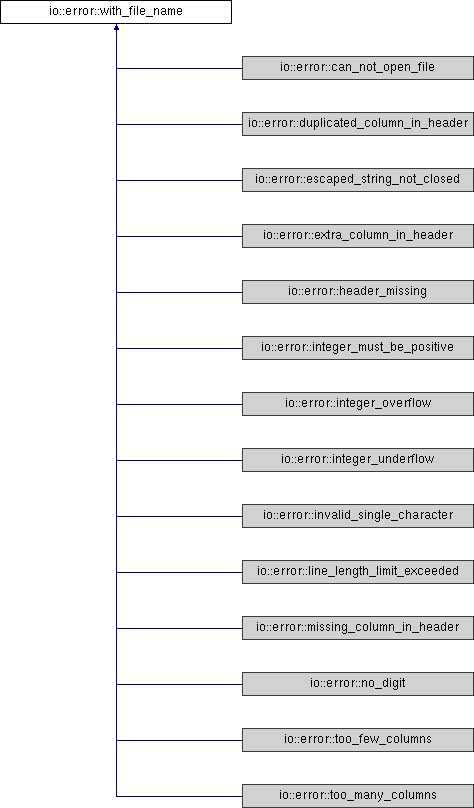 io::error::with_file_name
io::error::can_not_open_file
io::error::duplicated_column_in_header
io::error::escaped_string_not_closed
io::error::extra_column_in_header
io::error::header_missing
io::error::integer_must_be_positive
io::error::integer_overflow
io::error::integer_underflow
io::error::invalid_single_character
io::error::line_length_limit_exceeded
io::error::missing_column_in_header
io::error::no_digit
io::error::too_few_columns
io::error::too_many_columns